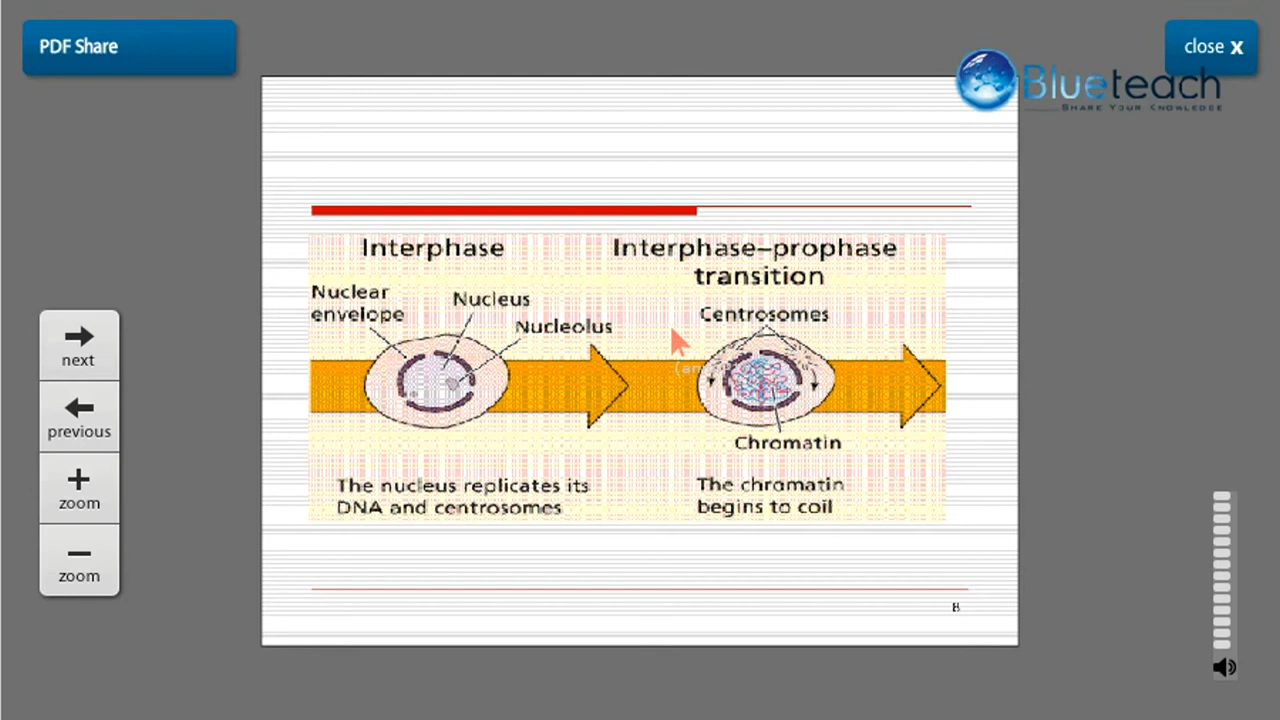 PDF Share
close X
Blueteach
SHARE YOUR KNOWLEDGE
Interphase
Interphase–prophase
transition
Nuclear
envelope
Nucleus
Nucleolus
Centrosomes
Chromatin
The nucleus replicates its
DNA and centrosomes
The chromatin
begins to coil
8
next
previous
zoom
zoom